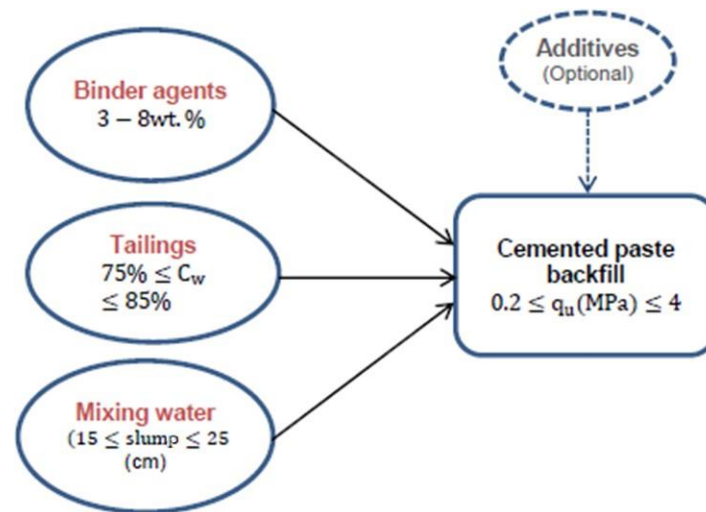 Additives
(Optional)
Binder agents
3 – 8wt. %
Tailings
75% ≤ C_w
≤ 85%
Cemented paste
backfill
0.2 ≤ q_u(MPa) ≤ 4
Mixing water
(15 ≤ slump ≤ 25
(cm)